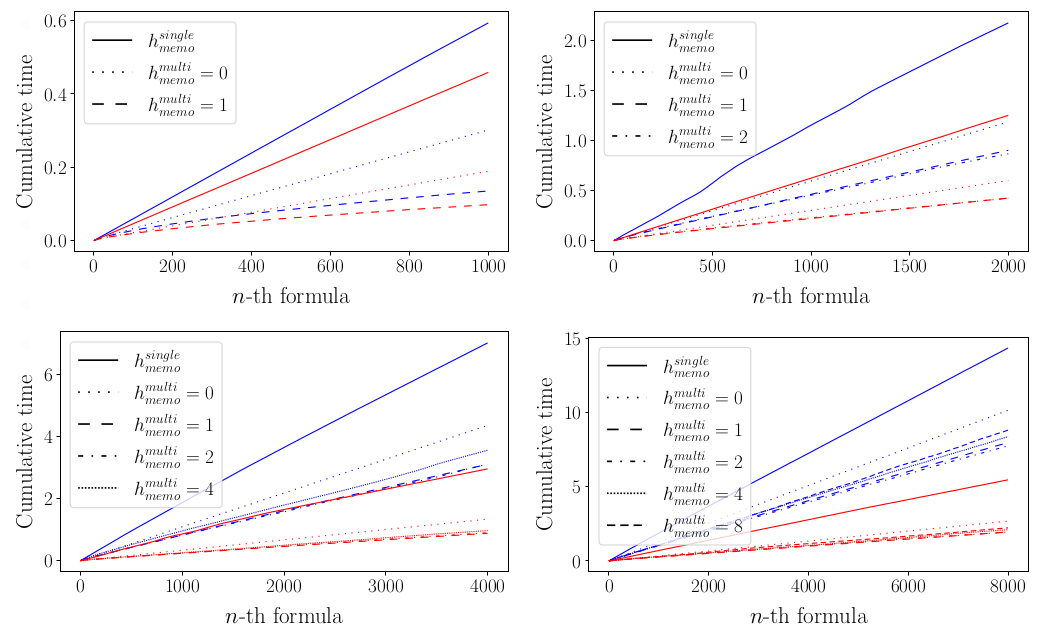 0.6
0.4
0.2
0.0
Cumulative time
h_{memo}^{single}
h_{memo}^{multi} = 0
h_{memo}^{multi} = 1
0 200 400 600 800 1000
n-th formula
2.0
1.5
1.0
0.5
0.0
Cumulative time
h_{memo}^{single}
h_{memo}^{multi} = 0
h_{memo}^{multi} = 1
h_{memo}^{multi} = 2
0 500 1000 1500 2000
n-th formula
6
4
2
0
Cumulative time
h_{memo}^{single}
h_{memo}^{multi} = 0
h_{memo}^{multi} = 1
h_{memo}^{multi} = 2
h_{memo}^{multi} = 4
0 1000 2000 3000 4000
n-th formula
15
10
5
0
Cumulative time
h_{memo}^{single}
h_{memo}^{multi} = 0
h_{memo}^{multi} = 1
h_{memo}^{multi} = 2
h_{memo}^{multi} = 4
h_{memo}^{multi} = 8
0 2000 4000 6000 8000
n-th formula